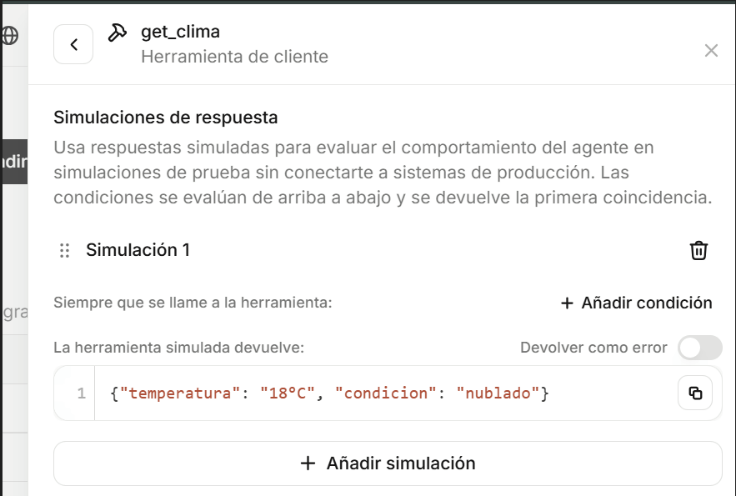 get_clima
Herramienta de cliente
Simulaciones de respuesta
Usa respuestas simuladas para evaluar el comportamiento del agente en
simulaciones de prueba sin conectarte a sistemas de producción. Las
condiciones se evalúan de arriba a abajo y se devuelve la primera coincidencia.
ndir
Simulación 1
gra
Siempre que se llame a la herramienta:
+ Añadir condición
La herramienta simulada devuelve:
Devolver como error
1 {"temperatura": "18°C", "condicion": "nublado"}
+ Añadir simulación